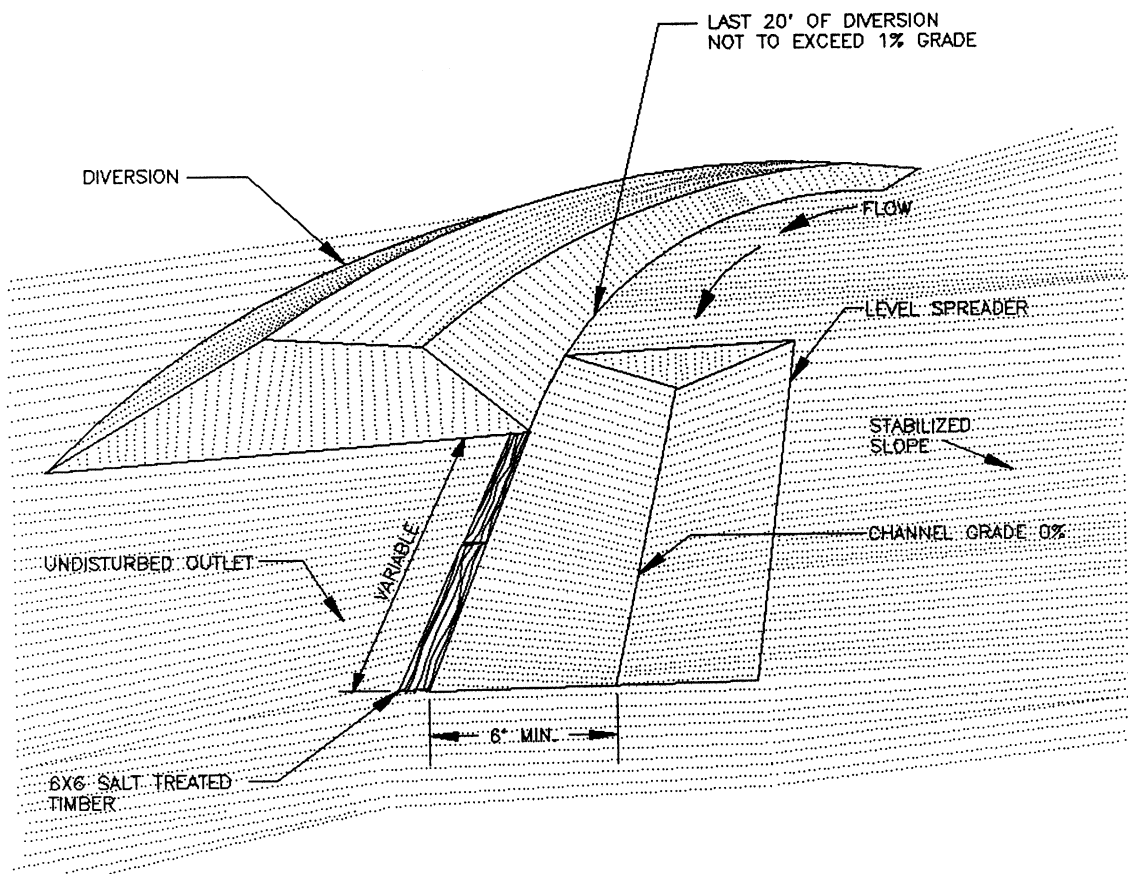 LAST 20' OF DIVERSION
NOT TO EXCEED 1% GRADE
DIVERSION
FLOW
LEVEL SPREADER
STABILIZED
SLOPE
CHANNEL GRADE 0%
UNDISTURBED OUTLET
VARIABLE
6' MIN.
6X6 SALT TREATED
TIMBER